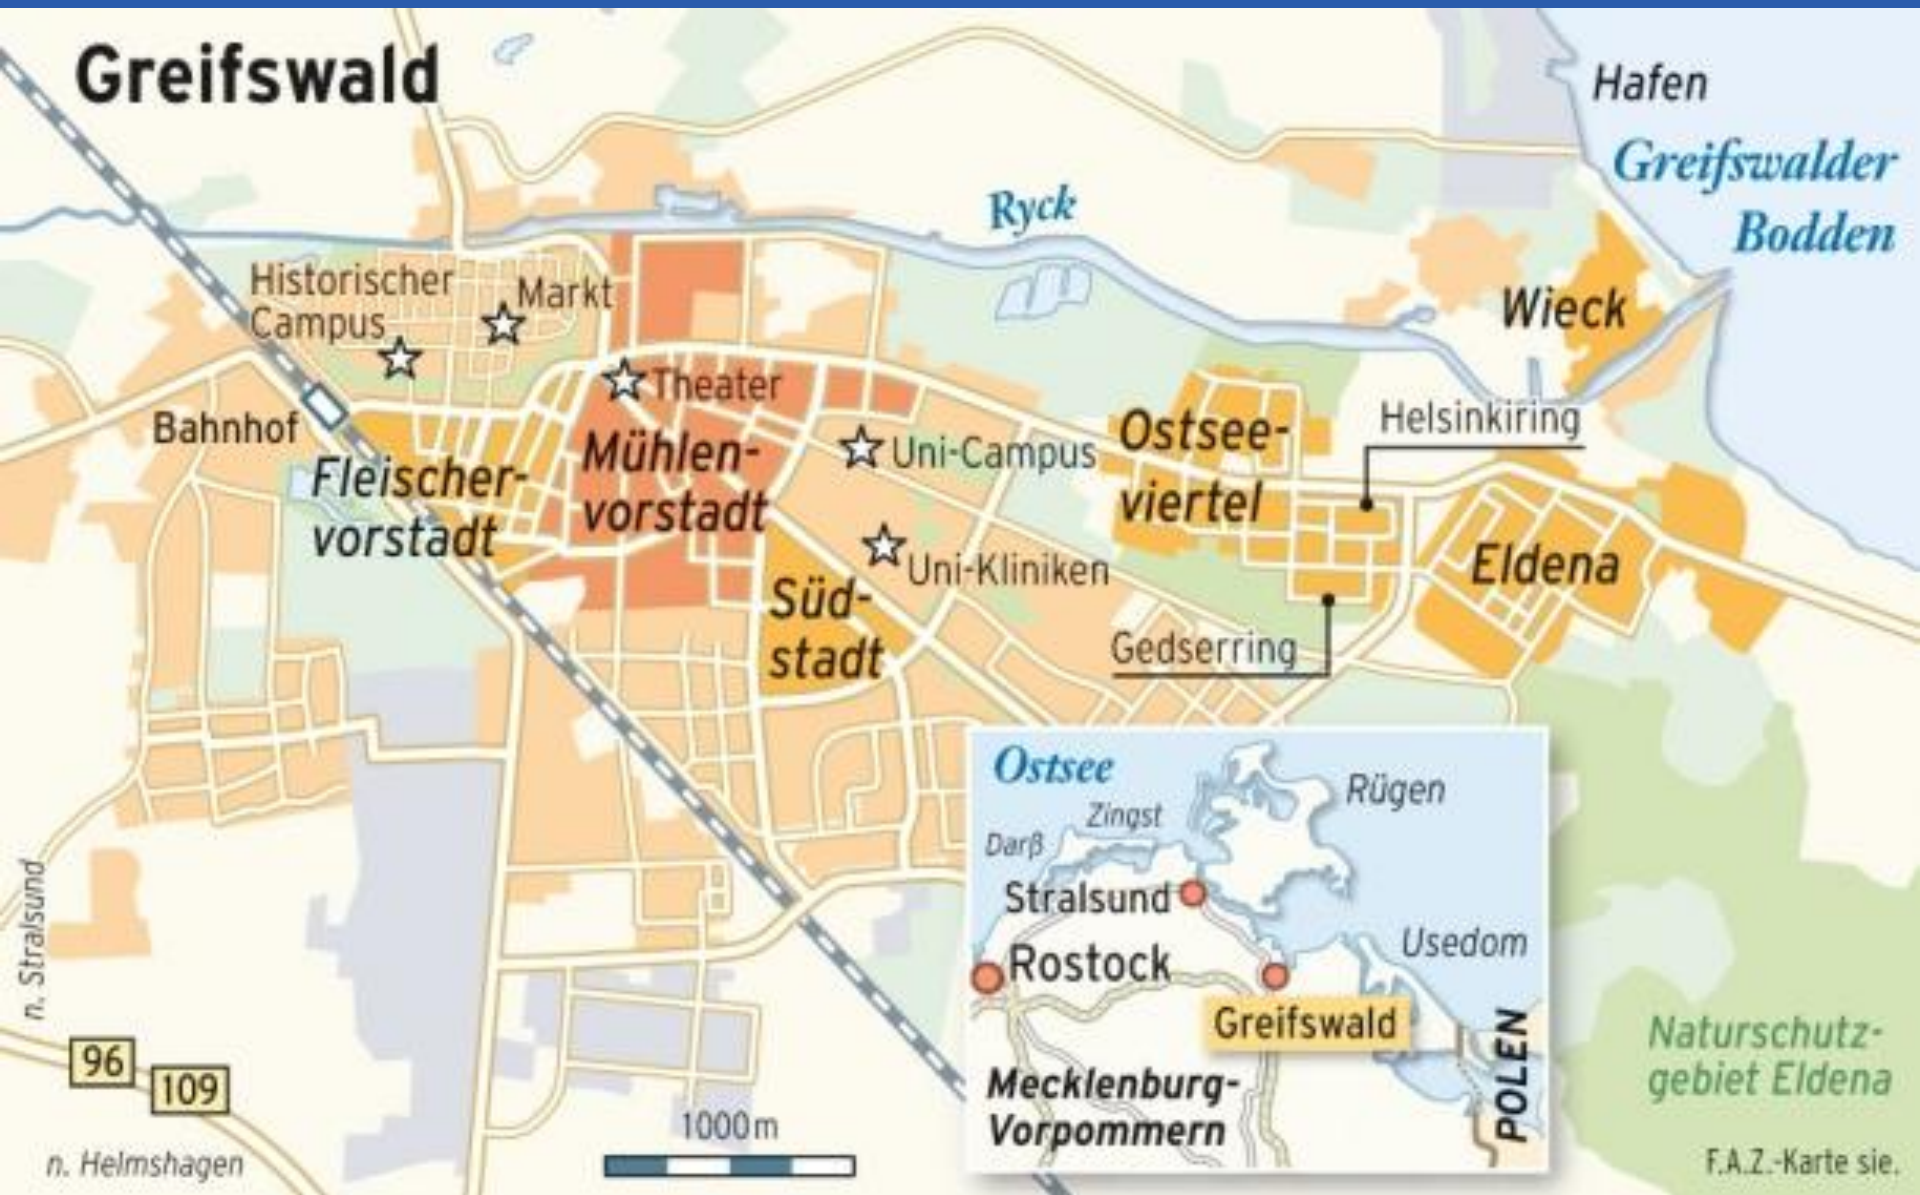 Greifswald
Hafen
Greifswalder
Bodden
Ryck
Historischer
Campus
Markt
Wieck
Theater
Bahnhof
Helsinkiring
Fleischer-
vorstadt
Mühlen-
vorstadt
Uni-Campus
Ostsee-
viertel
Uni-Kliniken
Eldena
Süd-
stadt
Gedserring
Ostsee
Rügen
Zingst
Darß
Stralsund
Rostock
Usedom
Greifswald
POLEN
Mecklenburg-
Vorpommern
n. Stralsund
96
109
n. Helmshagen
1000 m
Naturschutz-
gebiet Eldena
F.A.Z.-Karte sie.